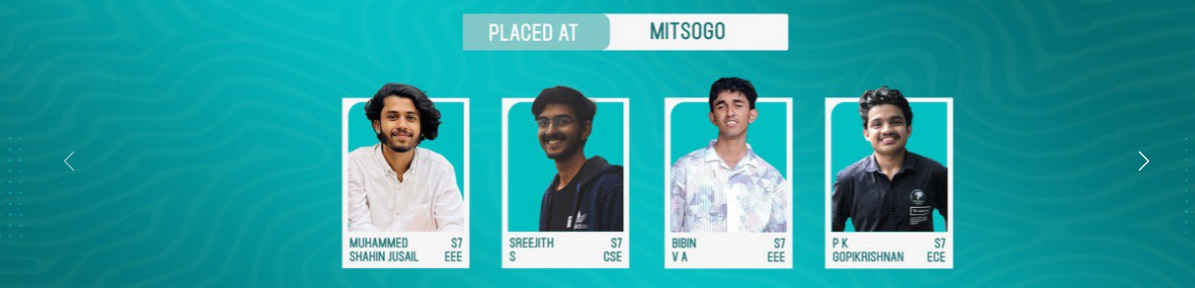 PLACED AT MITSOGO
MUHAMMED S7
SHAHIN JUSAIL EEE
SREEJITH S7
S CSE
BIBIN S7
V A EEE
P K S7
GOPIKRISHNAN ECE